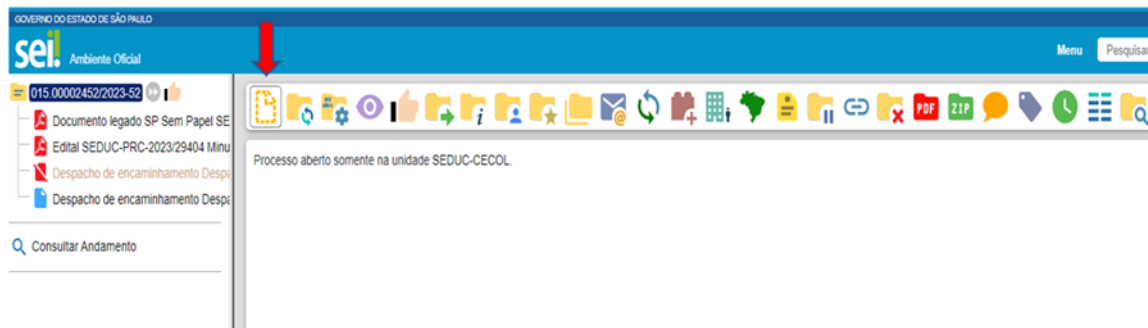 GOVERNO DO ESTADO DE SÃO PAULO
sei! Ambiente Oficial
Menu Pesquisar
015.00002452/2023-52
Documento legado SP Sem Papel SE
Edital SEDUC-PRC-2023/29404 Minu
Despacho de encaminhamento Despa
Despacho de encaminhamento Despa
Consultar Andamento
PDF ZIP
Processo aberto somente na unidade SEDUC-CECOL.